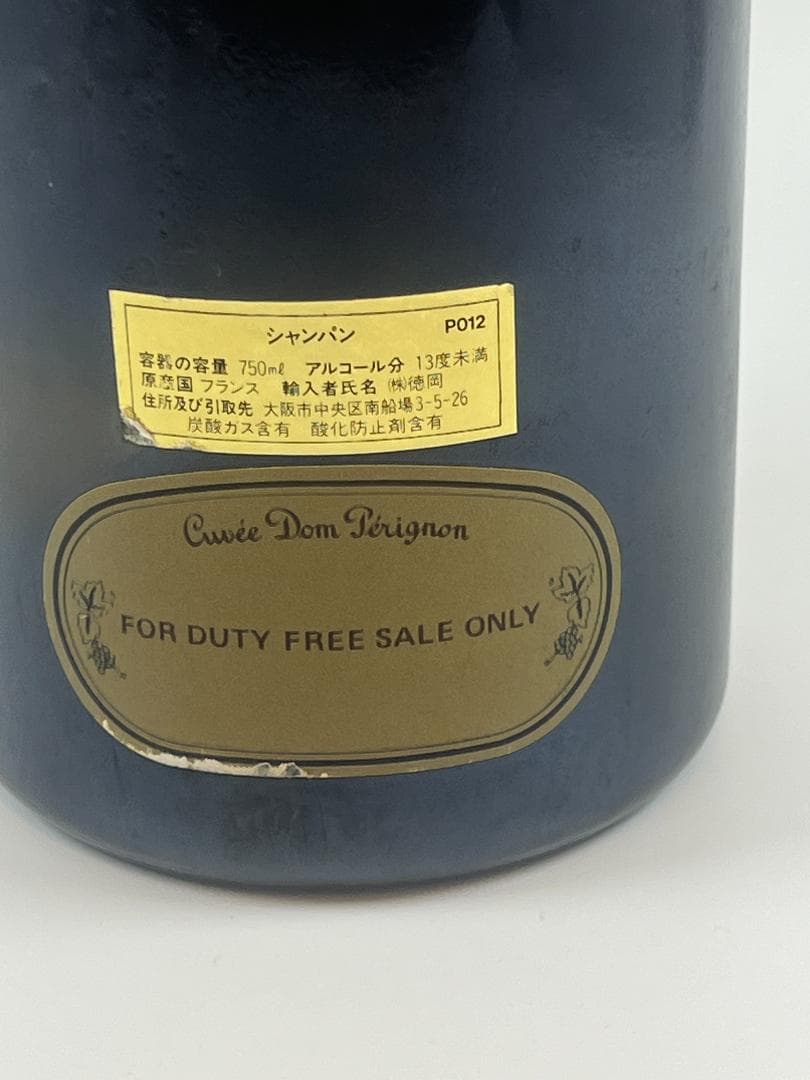 シャンパン P012
容器の容量 750ml アルコール分 13度未満
原産国 フランス 輸入者氏名 ㈱徳岡
住所及び引取先 大阪市中央区南船場3-5-26
炭酸ガス含有 酸化防止剤含有
Cuvée Dom Pérignon
FOR DUTY FREE SALE ONLY